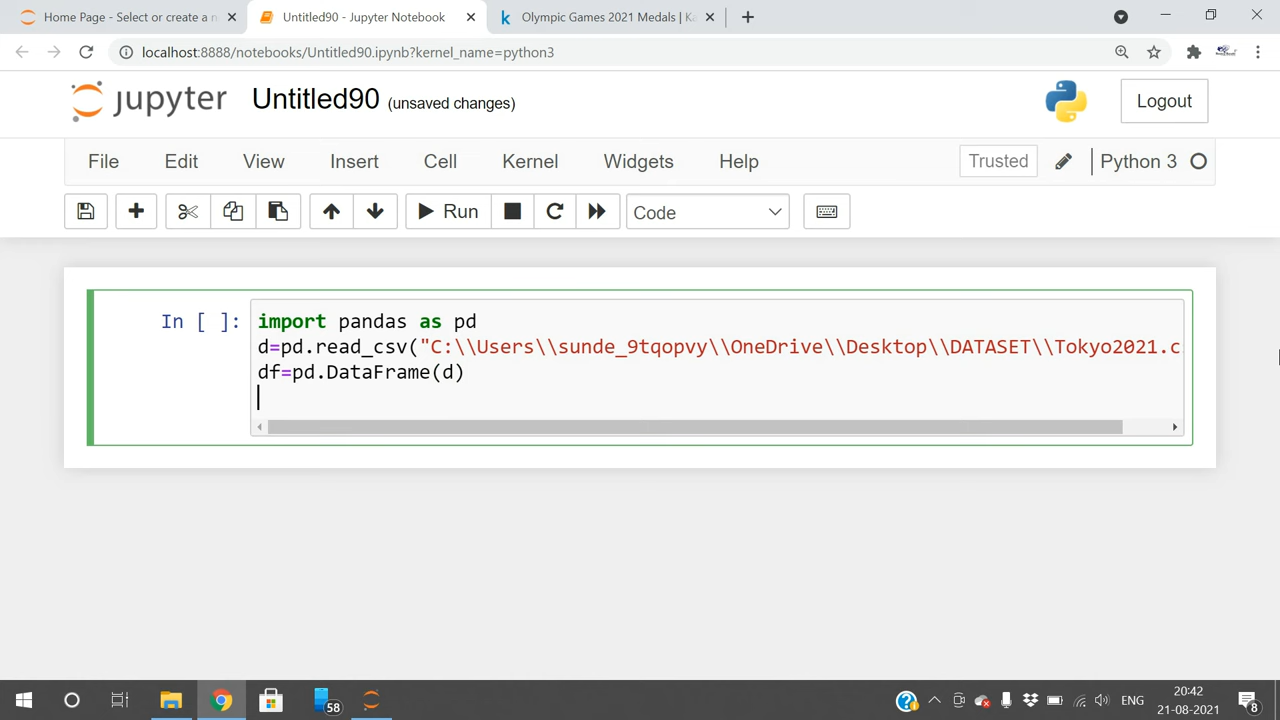 Home Page - Select or create a n
Untitled90 - Jupyter Notebook
Olympic Games 2021 Medals | Ka
localhost:8888/notebooks/Untitled90.ipynb?kernel_name=python3
jupyter Untitled90 (unsaved changes)
Logout
File Edit View Insert Cell Kernel Widgets Help
Trusted
Python 3
Run
Code
In [ ]:
import pandas as pd
d=pd.read_csv("C:\\Users\\sunde_9tqopvy\\OneDrive\\Desktop\\DATASET\\Tokyo2021.c
df=pd.DataFrame(d)
58
ENG
20:42
21-08-2021
8